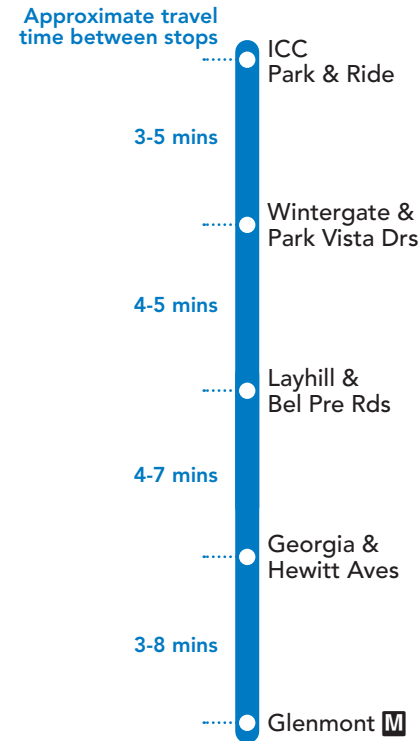 Approximate travel
time between stops
ICC
Park & Ride
3-5 mins
Wintergate &
Park Vista Drs
4-5 mins
Layhill &
Bel Pre Rds
4-7 mins
Georgia &
Hewitt Aves
3-8 mins
Glenmont M